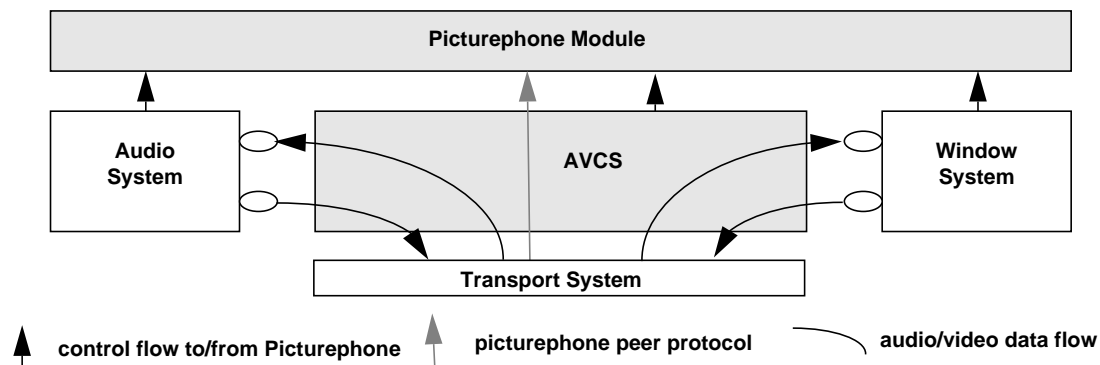 Picturephone Module
Audio
System
AVCS
Window
System
Transport System
control flow to/from Picturephone
picturephone peer protocol
audio/video data flow